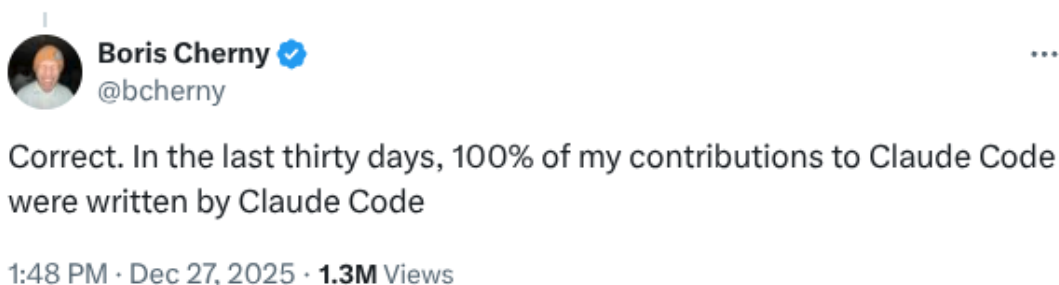 Boris Cherny
@bcherny
Correct. In the last thirty days, 100% of my contributions to Claude Code
were written by Claude Code
1:48 PM · Dec 27, 2025 · 1.3M Views